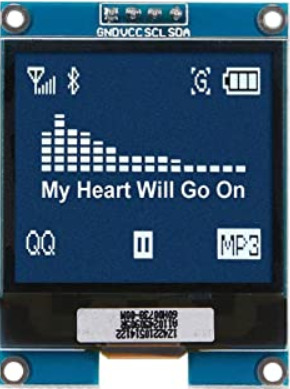 GND VCC SCL SDA
[G]
My Heart Will Go On
QQ MP3